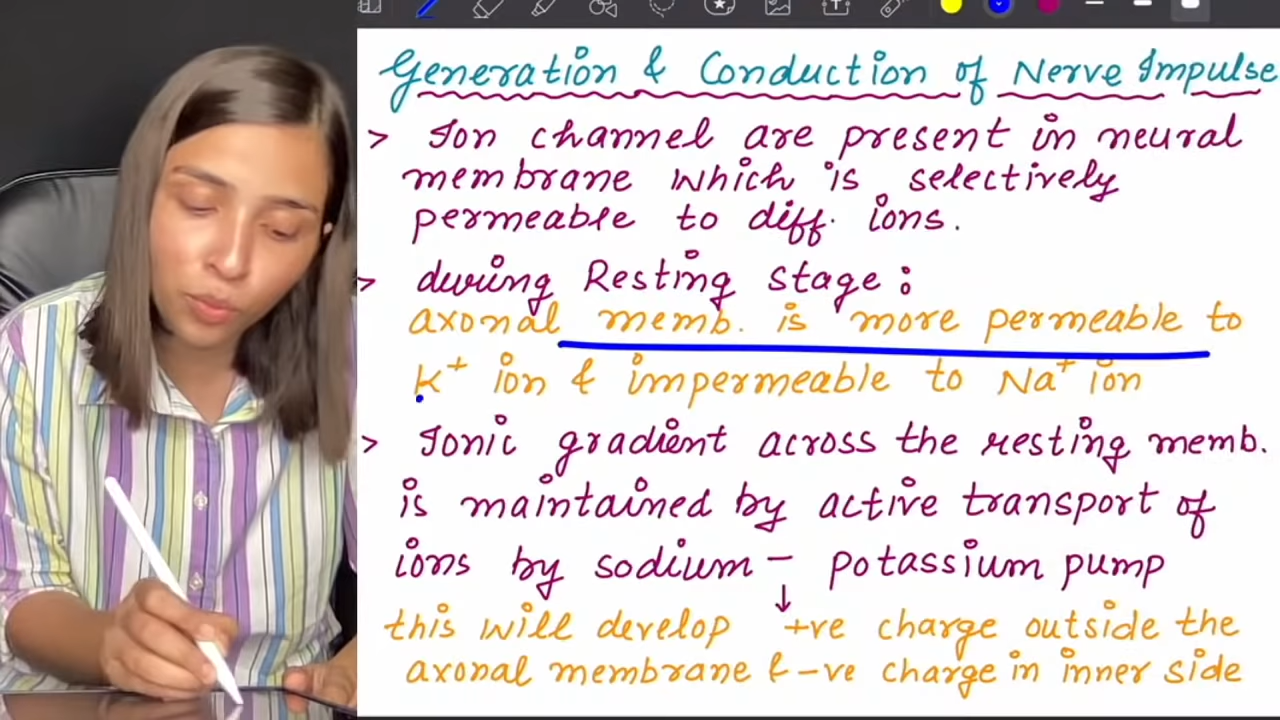 Generation & Conduction of Nerve Impulse
> Ion channel are present in neural
membrane which is selectively
permeable to diff. ions.
> during Resting Stage :
axonal memb. is more permeable to
K⁺ ion & impermeable to Na⁺ ion
> Ionic gradient across the resting memb.
is maintained by active transport of
ions by sodium - potassium pump
↓
this will develop +ve charge outside the
axonal membrane & -ve charge in inner side